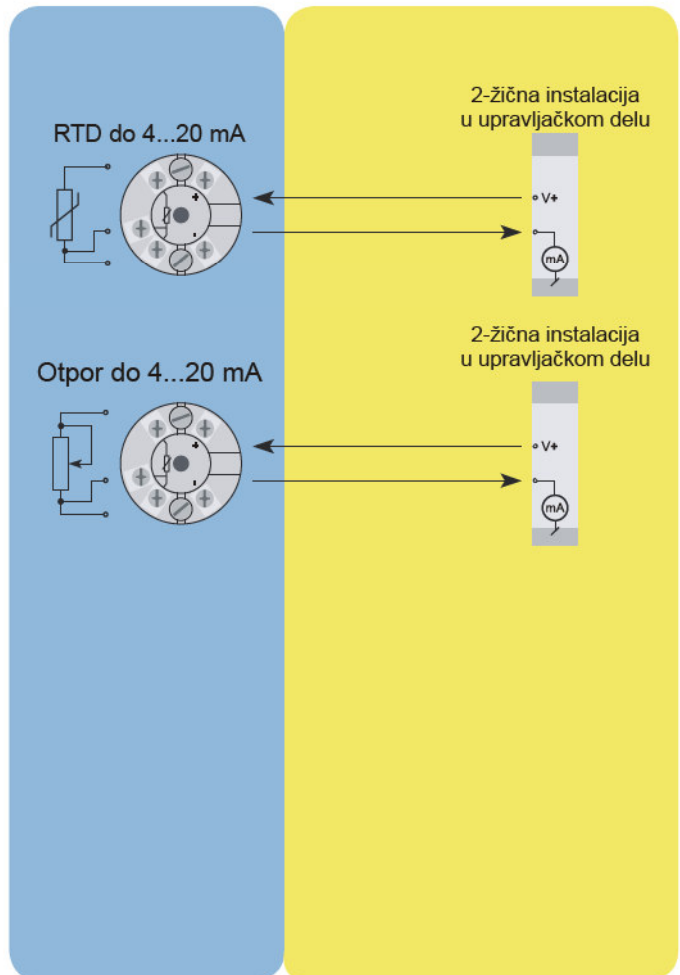 2-žična instalacija
u upravljačkom delu
RTD do 4...20 mA
+
-
V+
mA
2-žična instalacija
u upravljačkom delu
Otpor do 4...20 mA
+
-
V+
mA